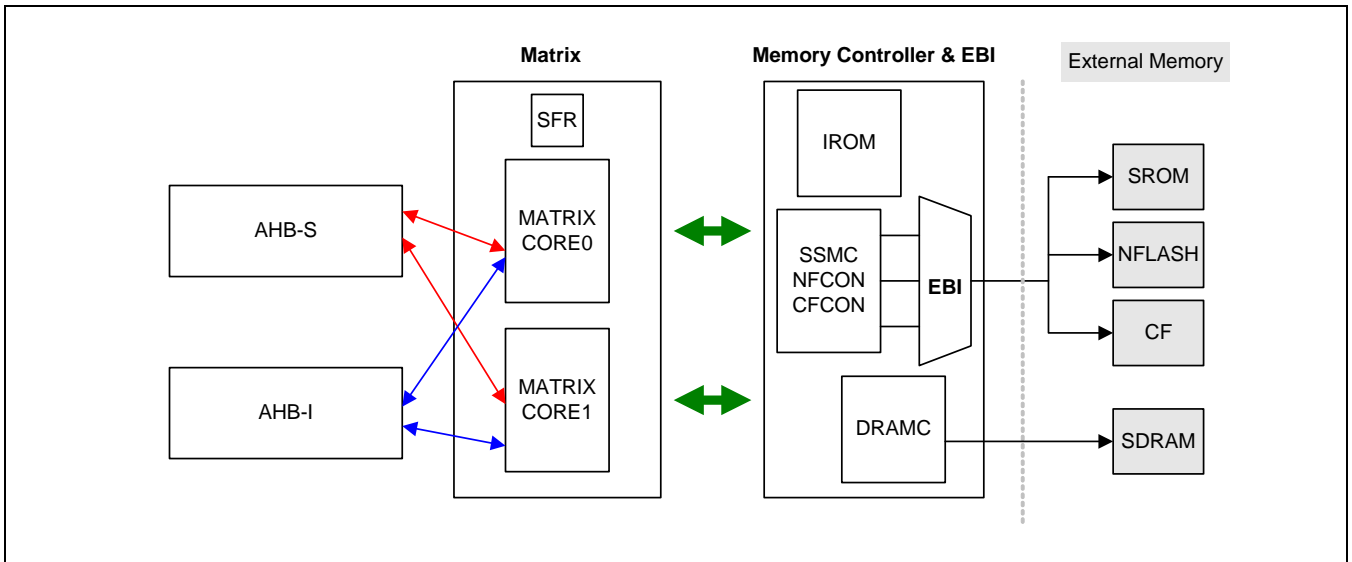 Matrix
Memory Controller & EBI
External Memory
SFR
IROM
AHB-S
MATRIX
CORE0
SSMC
NFCON
CFCON
EBI
SROM
NFLASH
CF
AHB-I
MATRIX
CORE1
DRAMC
SDRAM